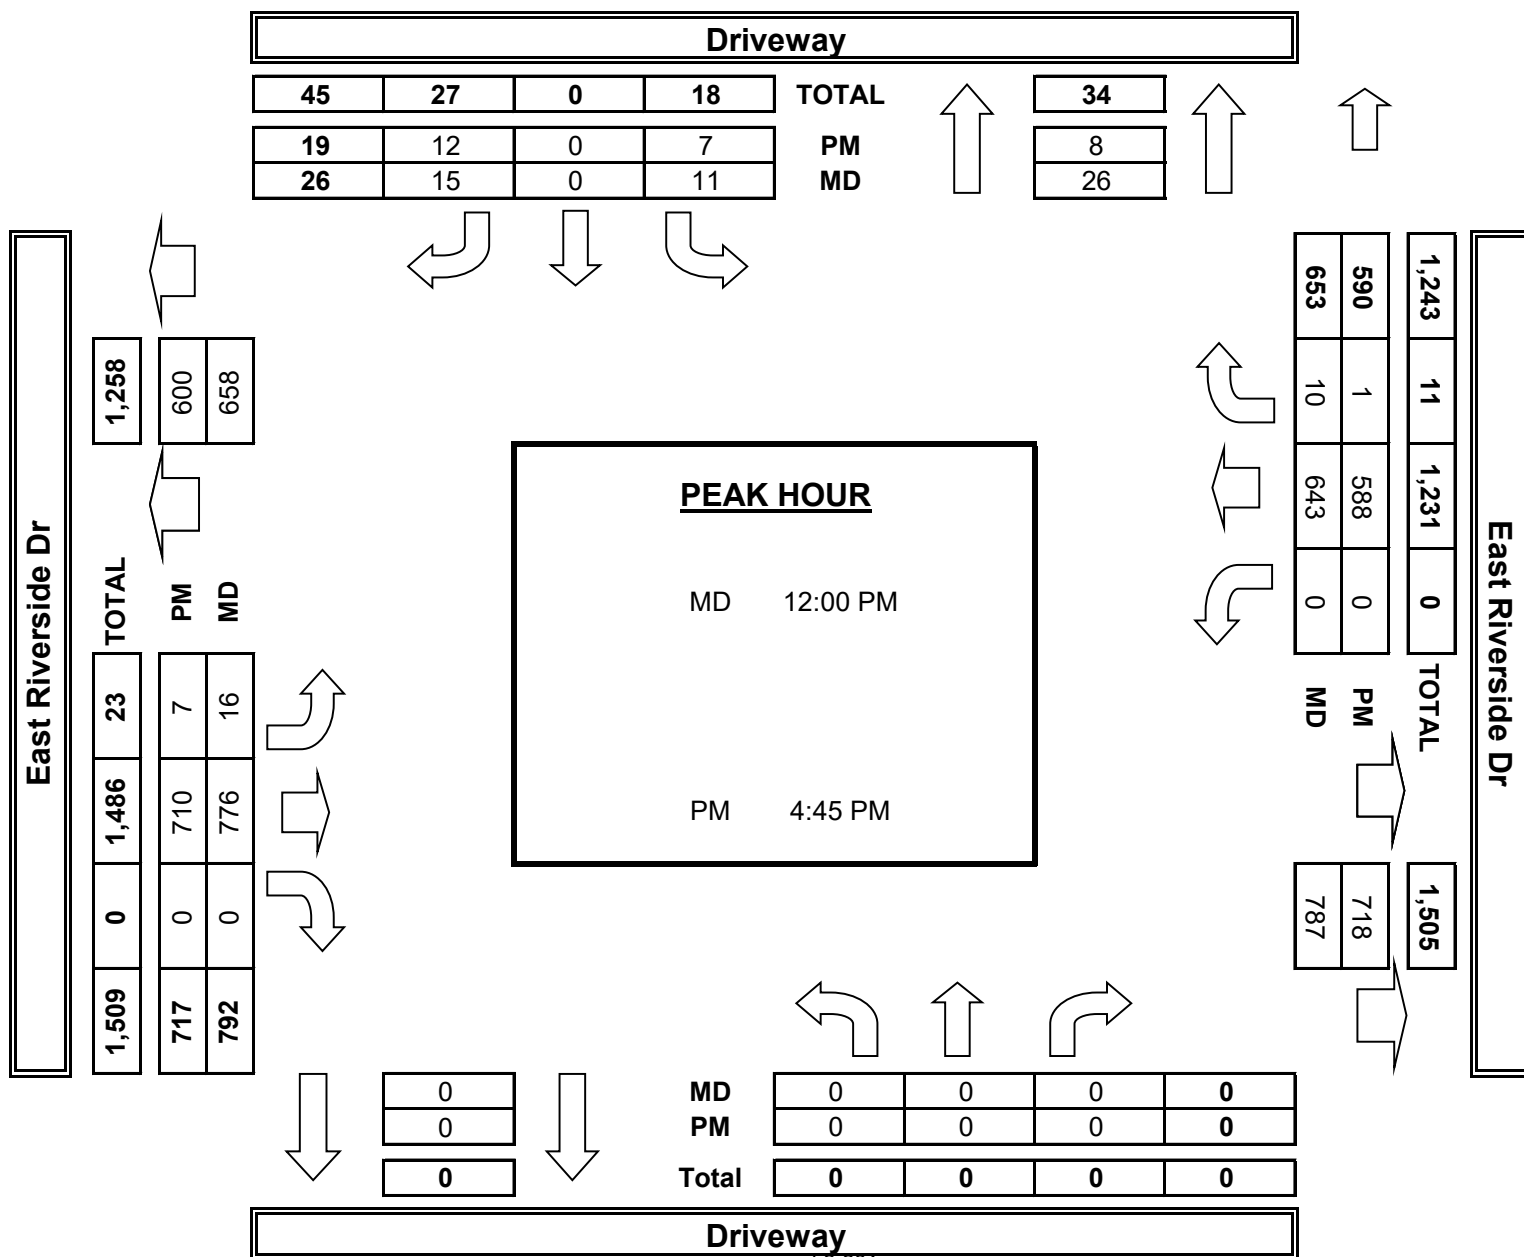 Driveway
45 27 0 18 TOTAL 34
19 12 0 7 PM 8
26 15 0 11 MD 26
East Riverside Dr
1,258 600 658
TOTAL PM MD
23 7 16
1,486 710 776
0 0 0
1,509 717 792
PEAK HOUR
MD 12:00 PM
PM 4:45 PM
653 590 1,243
10 1 11
643 588 1,231
0 0 0
MD PM TOTAL
787 718 1,505
East Riverside Dr
0 MD 0 0 0 0
0 PM 0 0 0 0
0 Total 0 0 0 0
Driveway